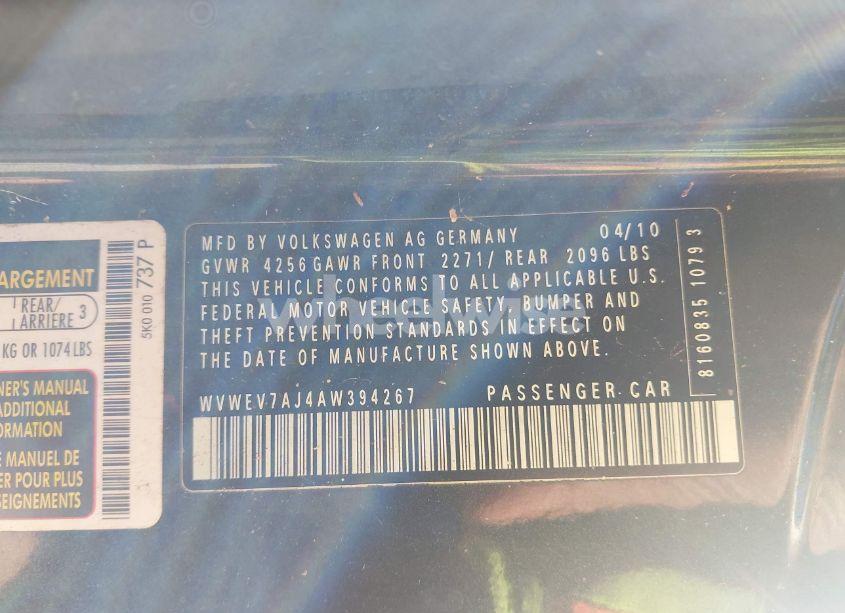 ARGEMENT
REAR/
ARRIERE 3
KG OR 1074 LBS
NER'S MANUAL
ADDITIONAL
ORMATION
E MANUEL DE
ER POUR PLUS
SEIGNEMENTS
5K0 010 737 P
MFD BY VOLKSWAGEN AG GERMANY 04/10
GVWR 4256 GAWR FRONT 2271/ REAR 2096 LBS
THIS VEHICLE CONFORMS TO ALL APPLICABLE U.S.
FEDERAL MOTOR VEHICLE SAFETY, BUMPER AND
THEFT PREVENTION STANDARDS IN EFFECT ON
THE DATE OF MANUFACTURE SHOWN ABOVE.
WVWEV7AJ4AW394267 PASSENGER CAR
8160835 1079 3
wheelwise